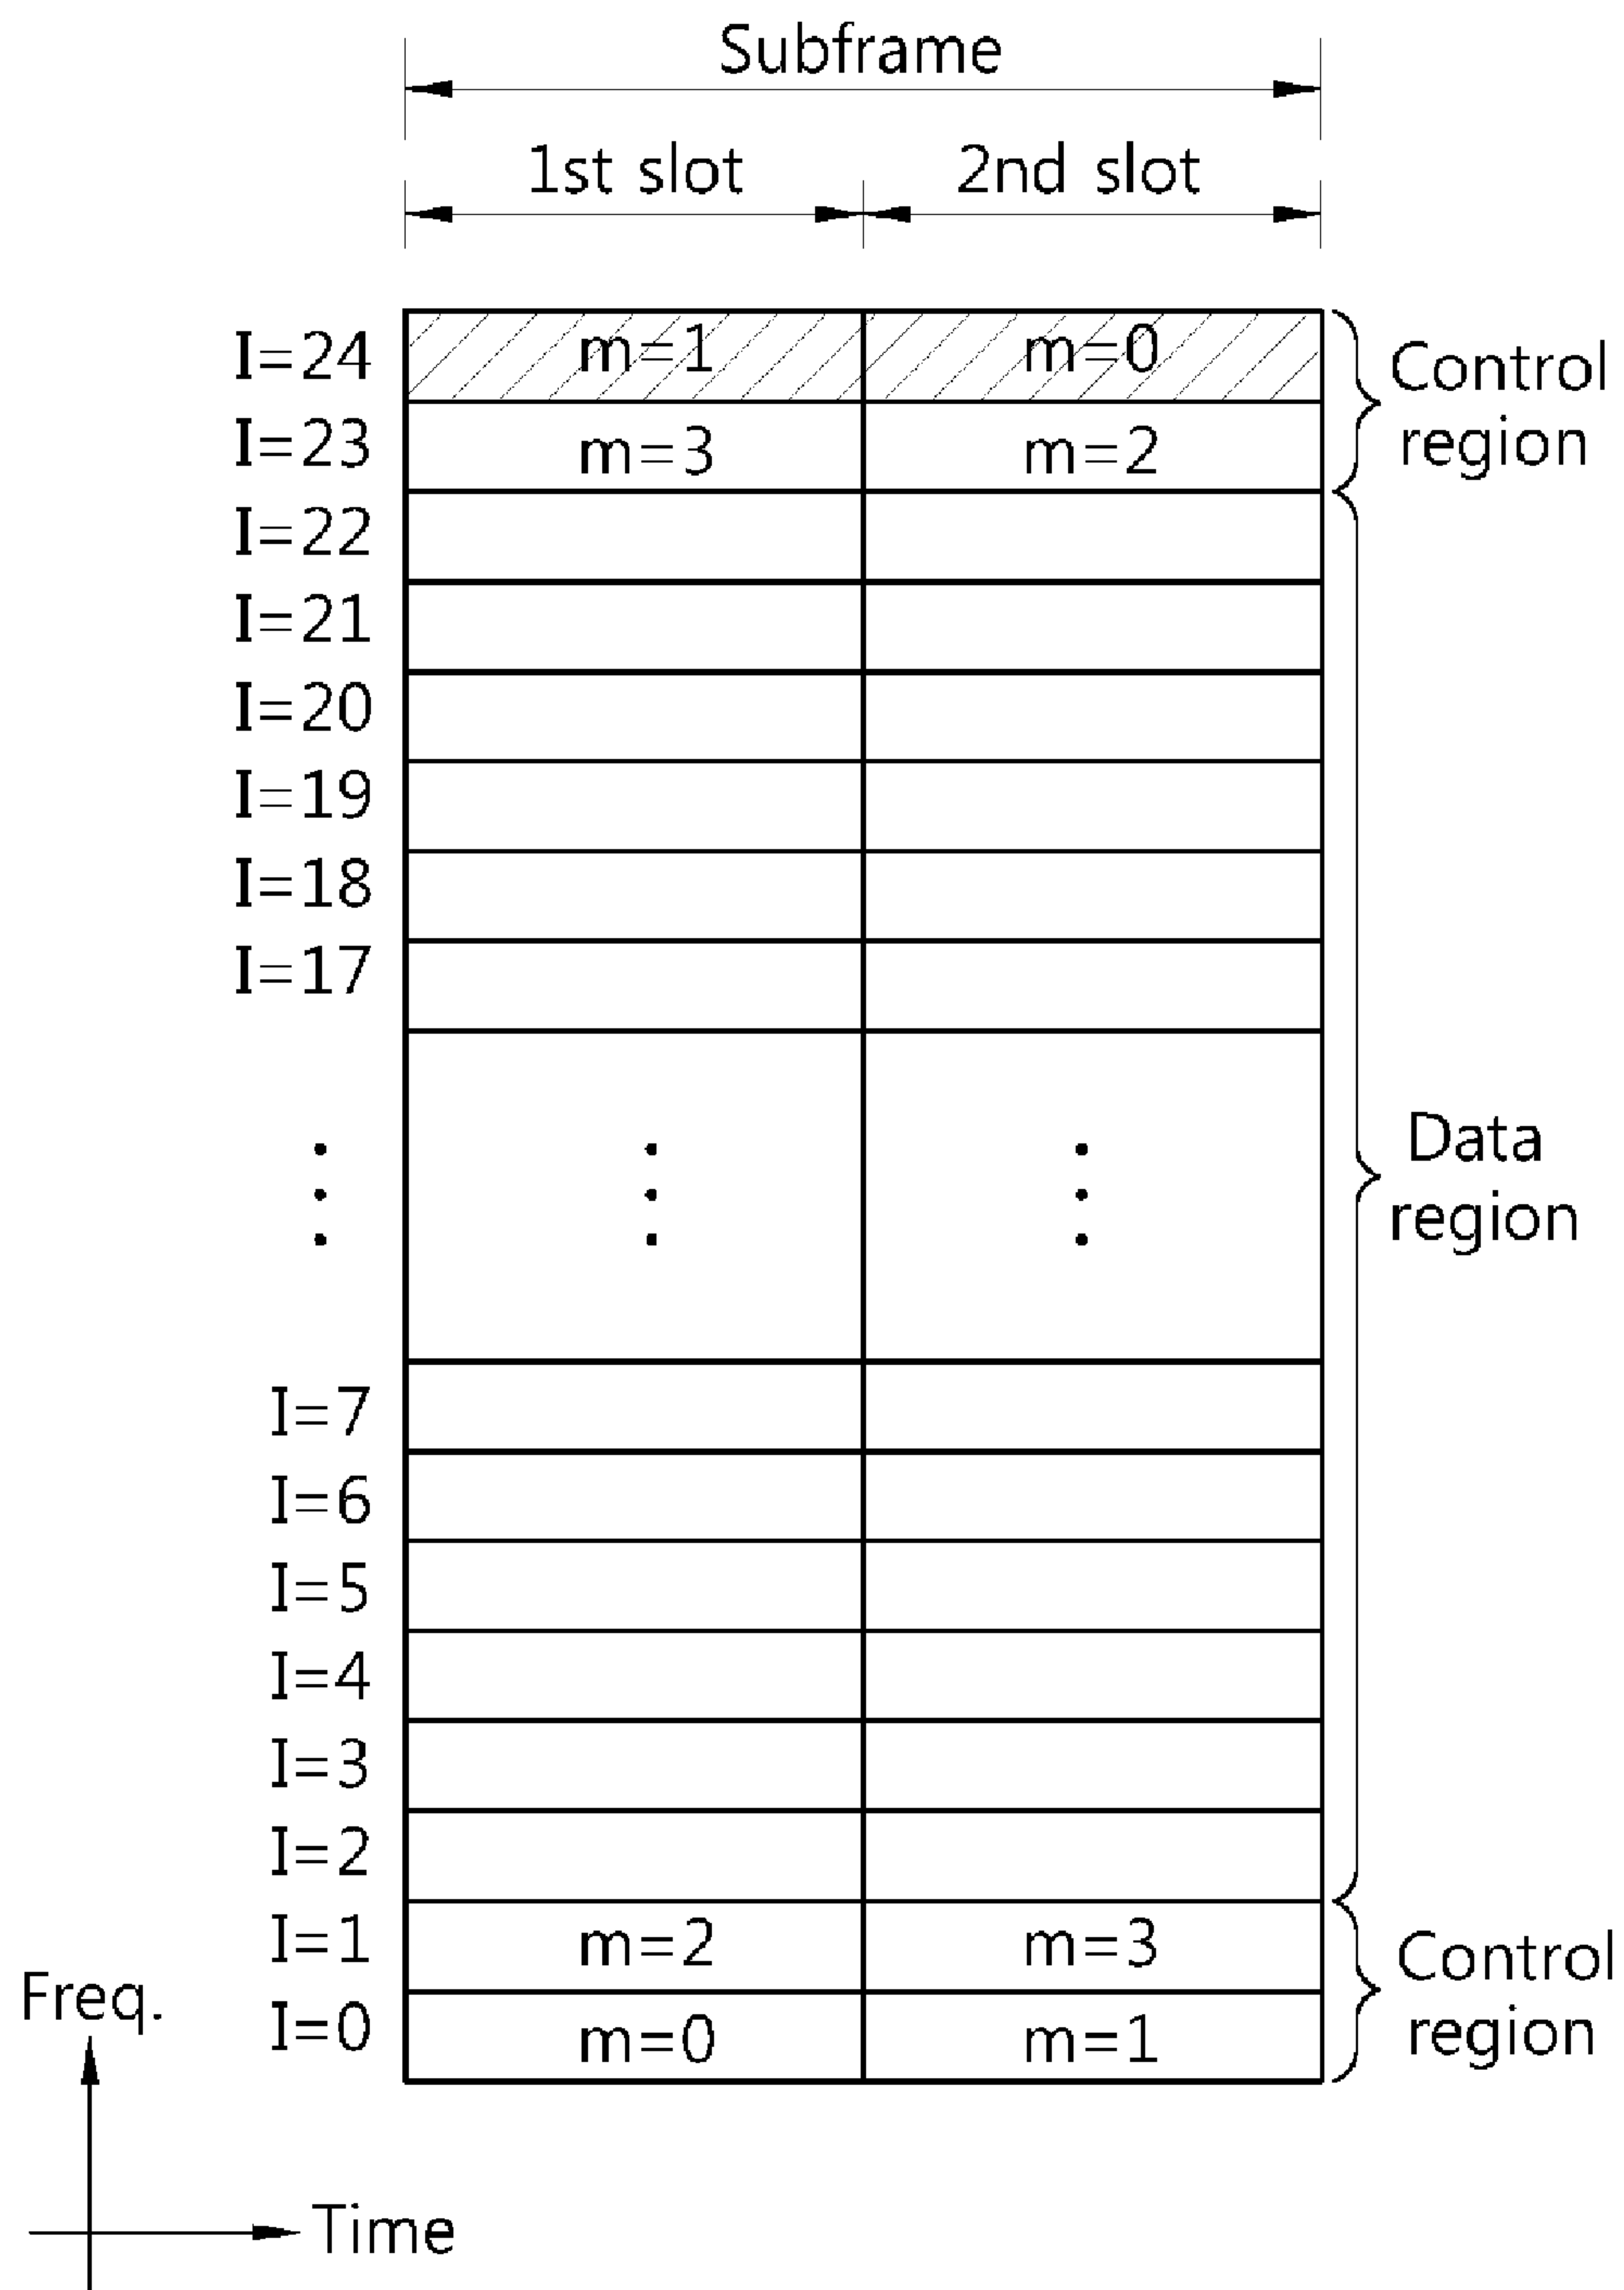 Subframe
1st slot 2nd slot
I=24 m=1 m=0
Control
region
I=23 m=3 m=2
I=22
I=21
I=20
I=19
I=18
I=17
Data
region
I=7
I=6
I=5
I=4
I=3
I=2
I=1 m=2 m=3
Control
region
I=0 m=0 m=1
Freq.
Time